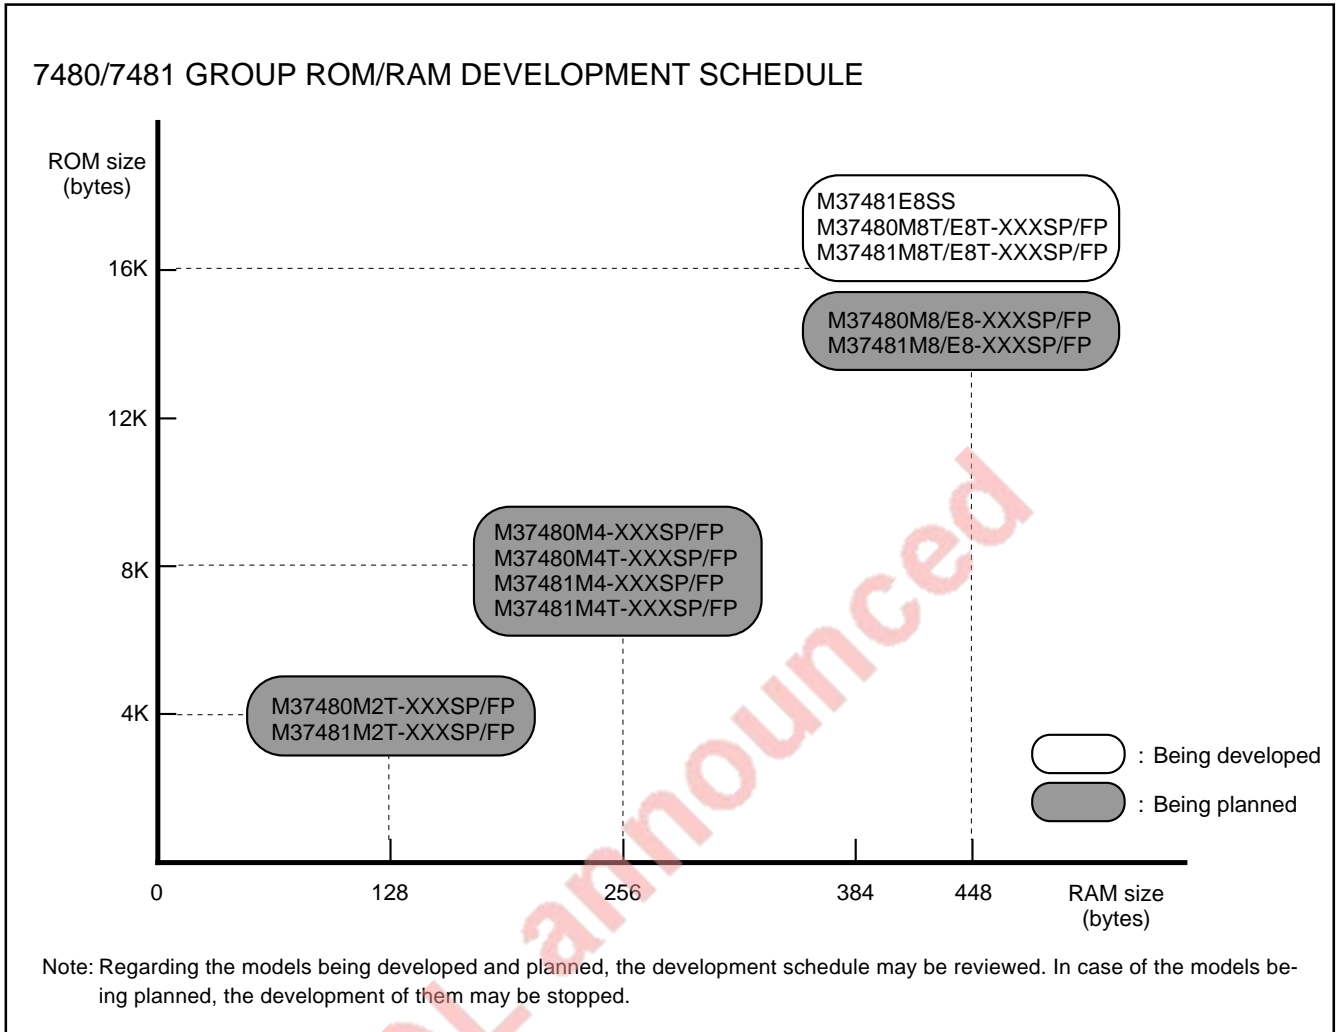 7480/7481 GROUP ROM/RAM DEVELOPMENT SCHEDULE
ROM size
(bytes)
M37481E8SS
M37480M8T/E8T-XXXSP/FP
M37481M8T/E8T-XXXSP/FP
16K
M37480M8/E8-XXXSP/FP
M37481M8/E8-XXXSP/FP
12K
M37480M4-XXXSP/FP
M37480M4T-XXXSP/FP
M37481M4-XXXSP/FP
M37481M4T-XXXSP/FP
8K
M37480M2T-XXXSP/FP
M37481M2T-XXXSP/FP
4K
: Being developed
: Being planned
0
128
256
384
448
RAM size
(bytes)
Note: Regarding the models being developed and planned, the development schedule may be reviewed. In case of the models be-
ing planned, the development of them may be stopped.
announced